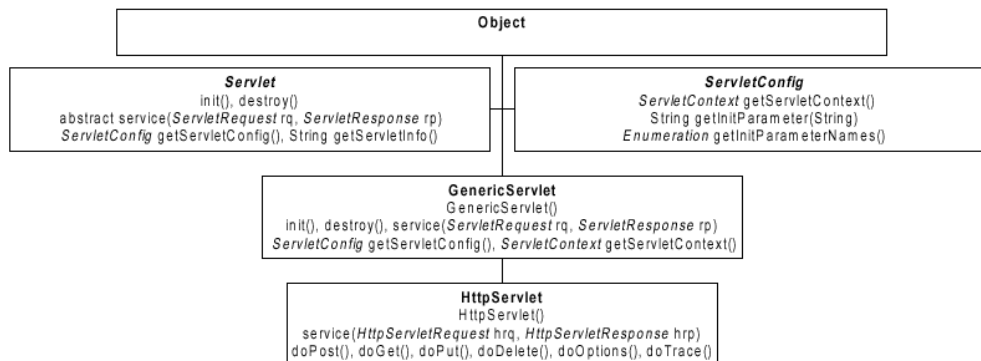 Object
Servlet
init(), destroy()
abstract service(ServletRequest rq, ServletResponse rp)
ServletConfig getServletConfig(), String getServletInfo()
ServletConfig
ServletContext getServletContext()
String getInitParameter(String)
Enumeration getInitParameterNames()
GenericServlet
GenericServlet()
init(), destroy(), service(ServletRequest rq, ServletResponse rp)
ServletConfig getServletConfig(), ServletContext getServletContext()
HttpServlet
HttpServlet()
service(HttpServletRequest hrq, HttpServletResponse hrp)
doPost(), doGet(), doPut(), doDelete(), doOptions(), doTrace()